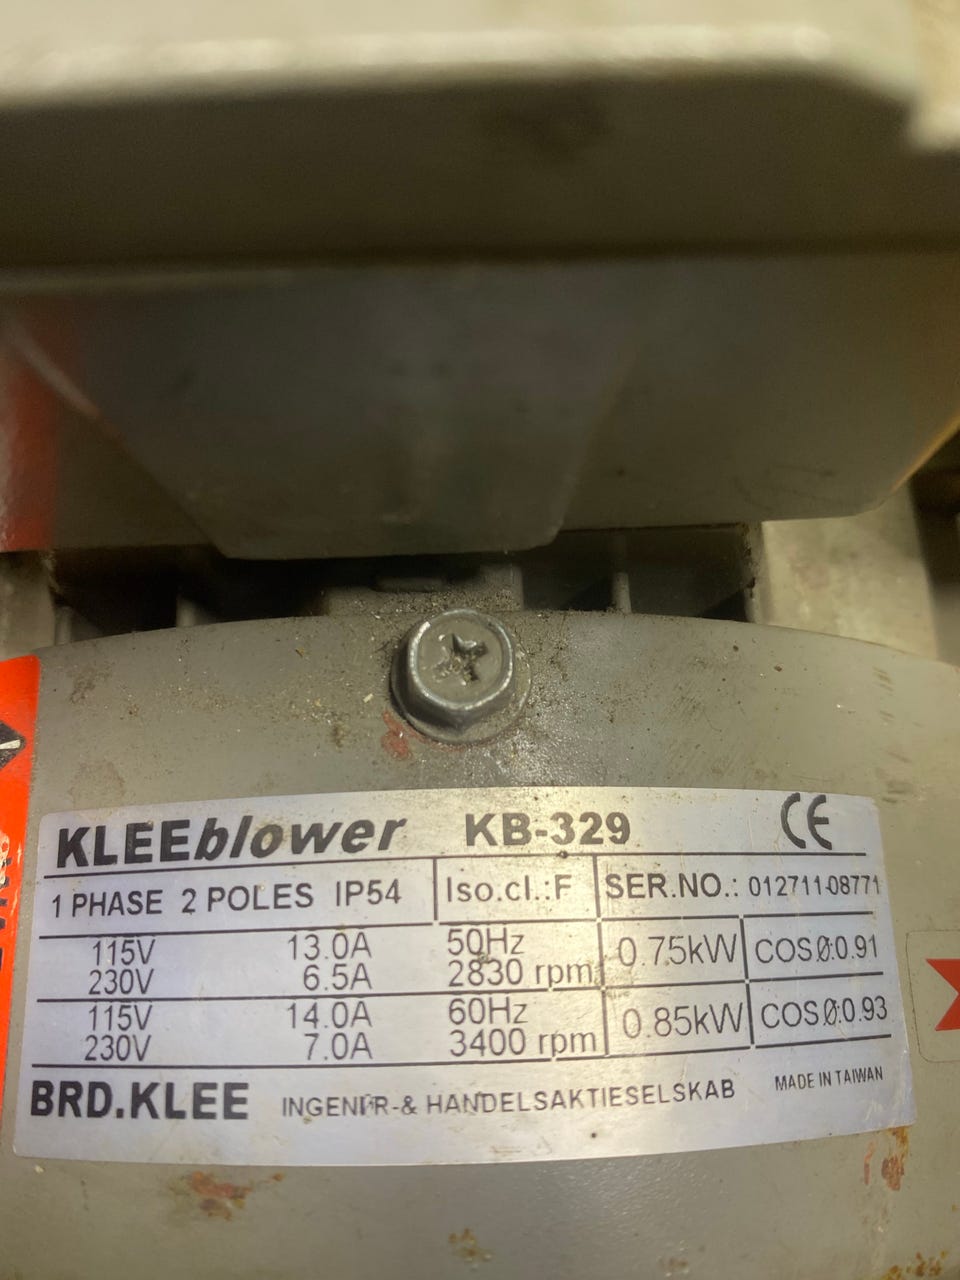 KLEEblower KB-329 CE
1 PHASE 2 POLES IP54 Iso.cl.:F SER.NO.: 012711-08771
115V 13.0A 50Hz 0.75kW COSØ:0.91
230V 6.5A 2830 rpm
115V 14.0A 60Hz 0.85kW COSØ:0.93
230V 7.0A 3400 rpm
BRD.KLEE INGENIØR-& HANDELSAKTIESELSKAB MADE IN TAIWAN